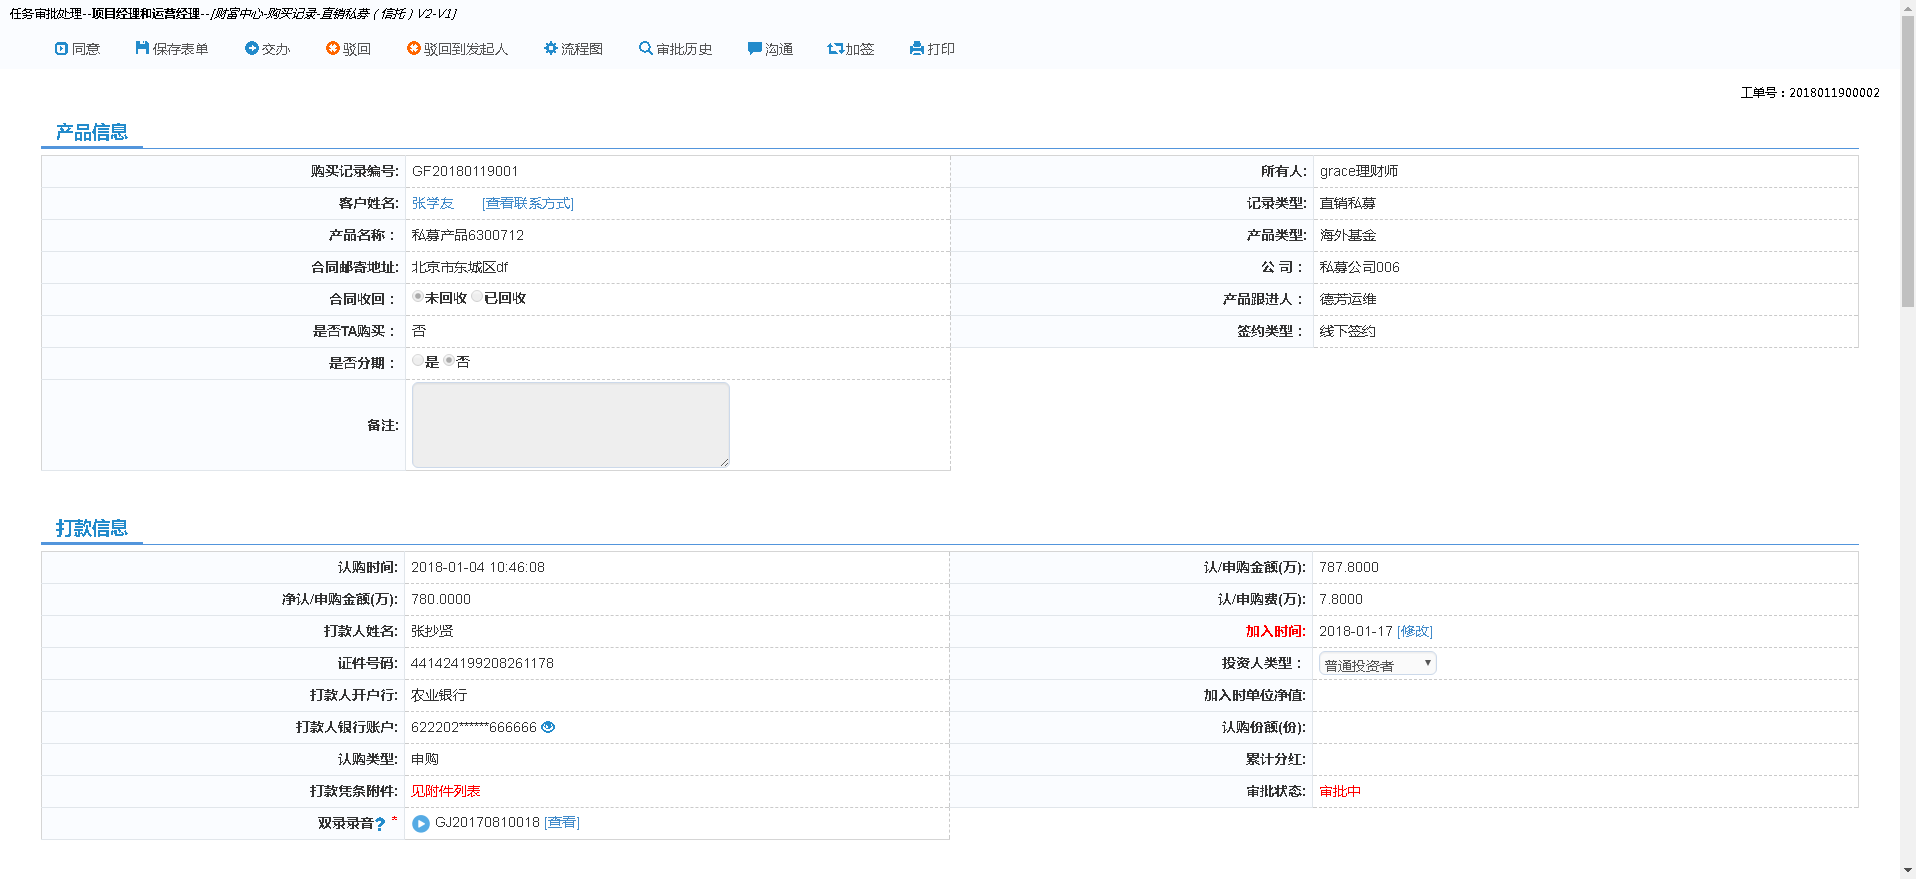 任务审批处理--项目经理和运营经理--[财富中心-购买记录-直销私募（信托）V2-V1]
同意 保存表单 交办 驳回 驳回到发起人 流程图 审批历史 沟通 加签 打印
工单号：2018011900002
产品信息
购买记录编号: GF20180119001 所有人: grace理财师
客户姓名: 张学友 [查看联系方式] 记录类型: 直销私募
产品名称： 私募产品6300712 产品类型: 海外基金
合同邮寄地址: 北京市东城区df 公 司： 私募公司006
合同收回： 未回收 已回收 产品跟进人： 德芳运维
是否TA购买： 否 签约类型： 线下签约
是否分期： 是 否
备注:
打款信息
认购时间: 2018-01-04 10:46:08 认/申购金额(万): 787.8000
净认/申购金额(万): 780.0000 认/申购费(万): 7.8000
打款人姓名: 张抄贤 加入时间: 2018-01-17 [修改]
证件号码: 441424199208261178 投资人类型： 普通投资者
打款人开户行: 农业银行 加入时单位净值:
打款人银行账户: 622202******666666 认购份额(份):
认购类型: 申购 累计分红:
打款凭条附件: 见附件列表 审批状态: 审批中
双录录音? * GJ20170810018 [查看]